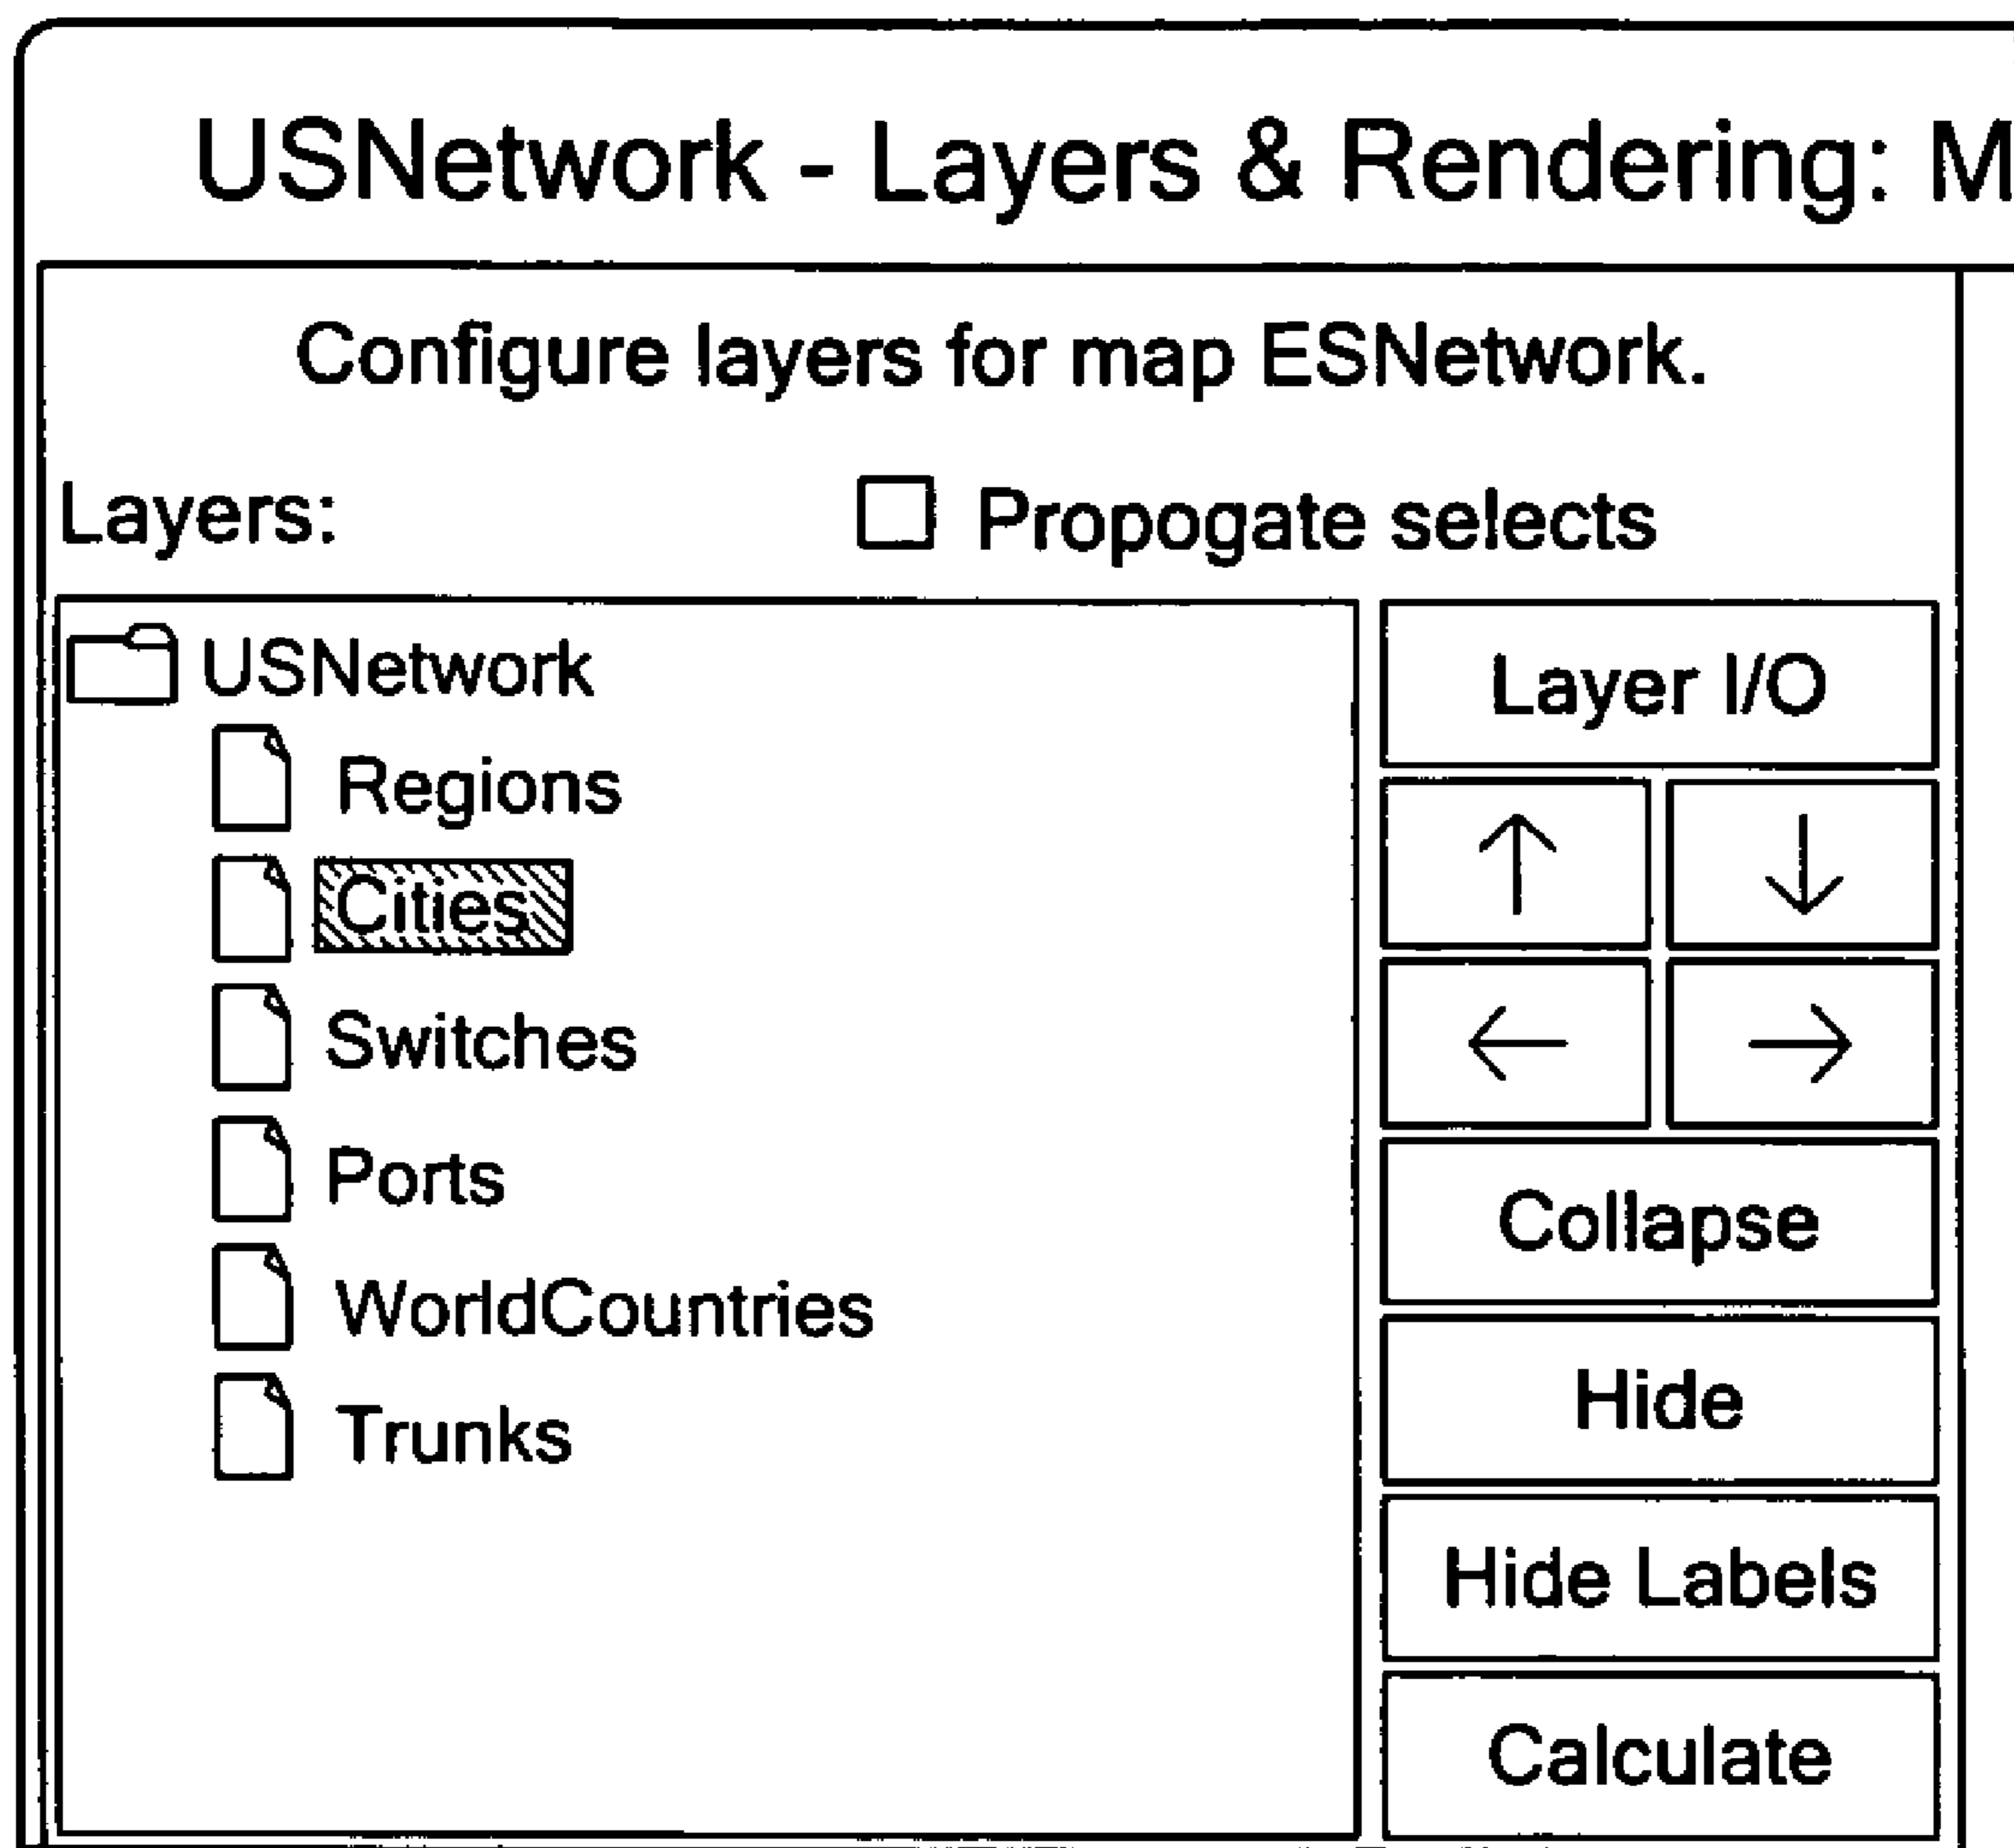 USNetwork - Layers & Rendering: M
Configure layers for map ESNetwork.
Layers:
Propogate selects
USNetwork
Regions
Cities
Switches
Ports
WorldCountries
Trunks
Layer I/O
↑ ↓
← →
Collapse
Hide
Hide Labels
Calculate